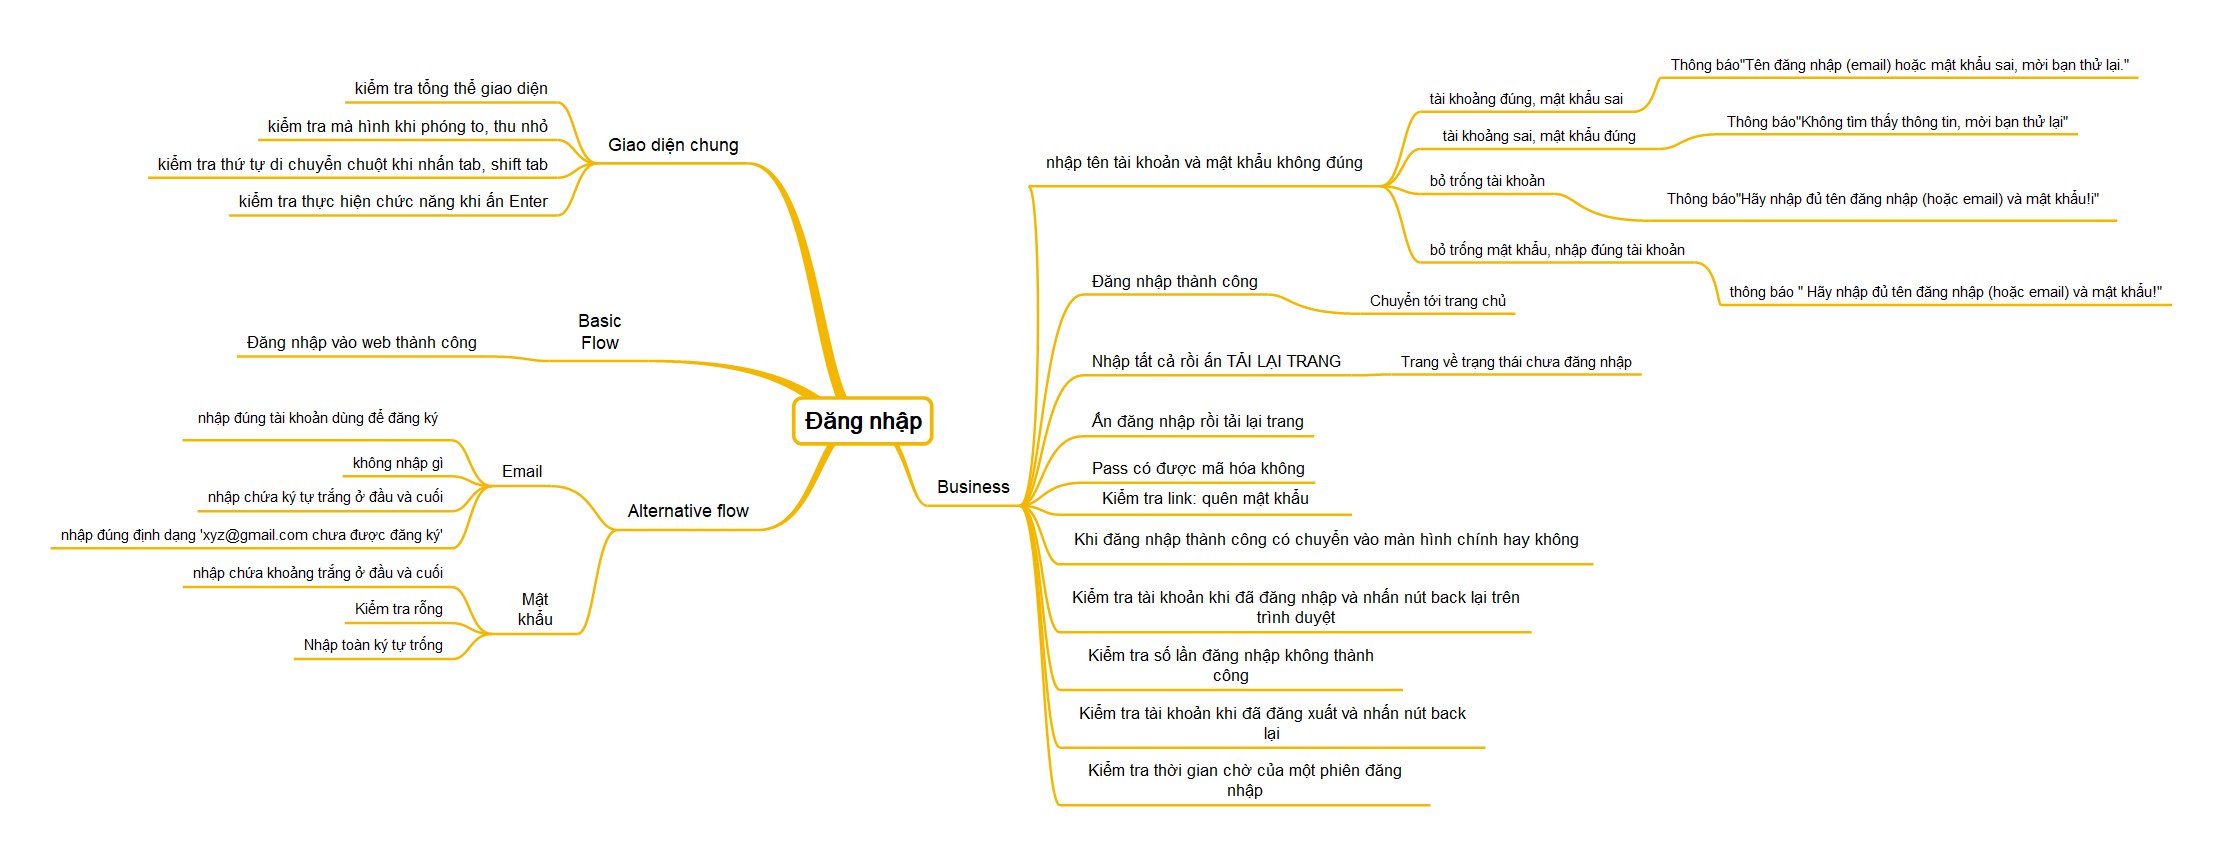 kiểm tra tổng thể giao diện
kiểm tra mà hình khi phóng to, thu nhỏ
kiểm tra thứ tự di chuyển chuột khi nhấn tab, shift tab
kiểm tra thực hiện chức năng khi ấn Enter
Giao diện chung
Đăng nhập vào web thành công
Basic
Flow
nhập đúng tài khoản dùng để đăng ký
không nhập gì
nhập chứa ký tự trắng ở đầu và cuối
nhập đúng định dạng 'xyz@gmail.com chưa được đăng ký'
Email
nhập chứa khoảng trắng ở đầu và cuối
Kiểm tra rỗng
Nhập toàn ký tự trống
Mật
khẩu
Alternative flow
Đăng nhập
Business
nhập tên tài khoản và mật khẩu không đúng
tài khoảng đúng, mật khẩu sai
Thông báo"Tên đăng nhập (email) hoặc mật khẩu sai, mời bạn thử lại."
tài khoảng sai, mật khẩu đúng
Thông báo"Không tìm thấy thông tin, mời bạn thử lại"
bỏ trống tài khoản
Thông báo"Hãy nhập đủ tên đăng nhập (hoặc email) và mật khẩu!i"
bỏ trống mật khẩu, nhập đúng tài khoản
thông báo " Hãy nhập đủ tên đăng nhập (hoặc email) và mật khẩu!"
Đăng nhập thành công
Chuyển tới trang chủ
Nhập tất cả rồi ấn TẢI LẠI TRANG
Trang về trạng thái chưa đăng nhập
Ấn đăng nhập rồi tải lại trang
Pass có được mã hóa không
Kiểm tra link: quên mật khẩu
Khi đăng nhập thành công có chuyển vào màn hình chính hay không
Kiểm tra tài khoản khi đã đăng nhập và nhấn nút back lại trên
trình duyệt
Kiểm tra số lần đăng nhập không thành
công
Kiểm tra tài khoản khi đã đăng xuất và nhấn nút back
lại
Kiểm tra thời gian chờ của một phiên đăng
nhập